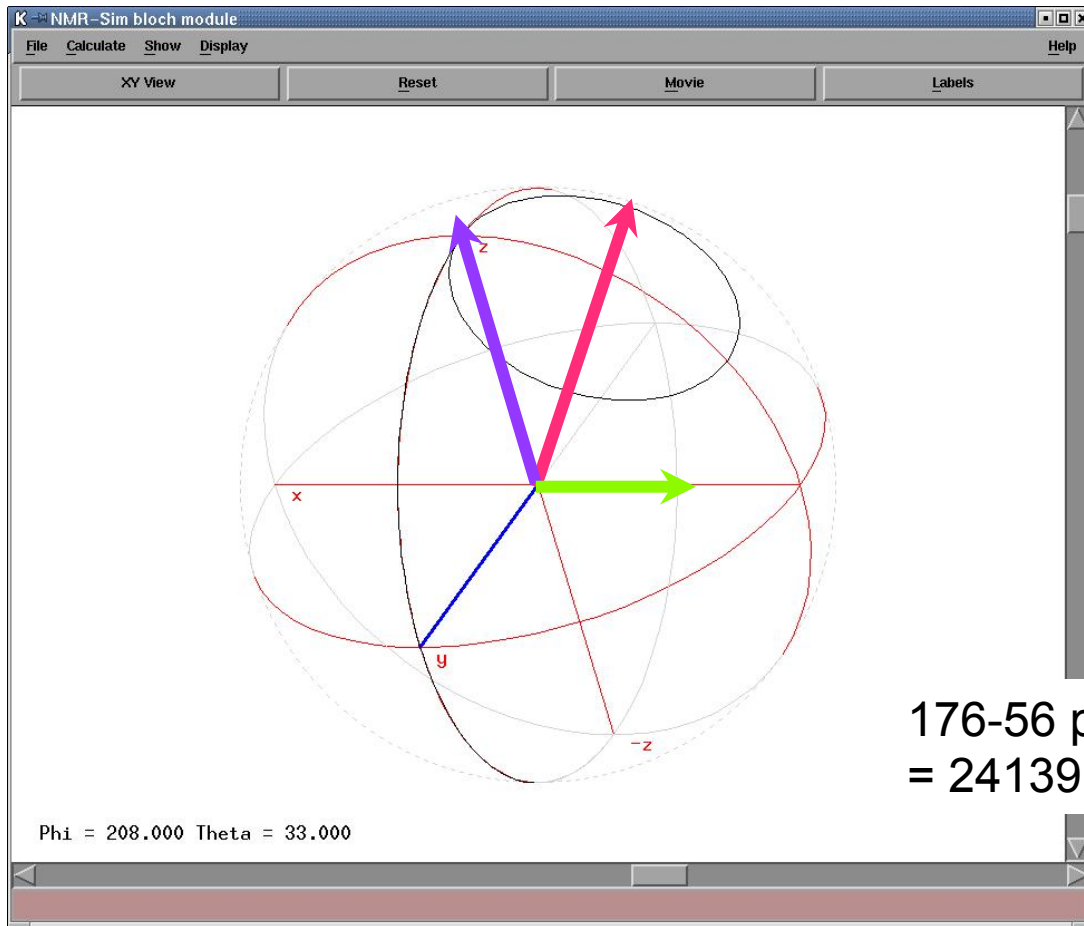 NMR-Sim bloch module
File Calculate Show Display Help
XY View Reset Movie Labels
z
x
y
-z
176-56 p
= 24139
Phi = 208.000 Theta = 33.000